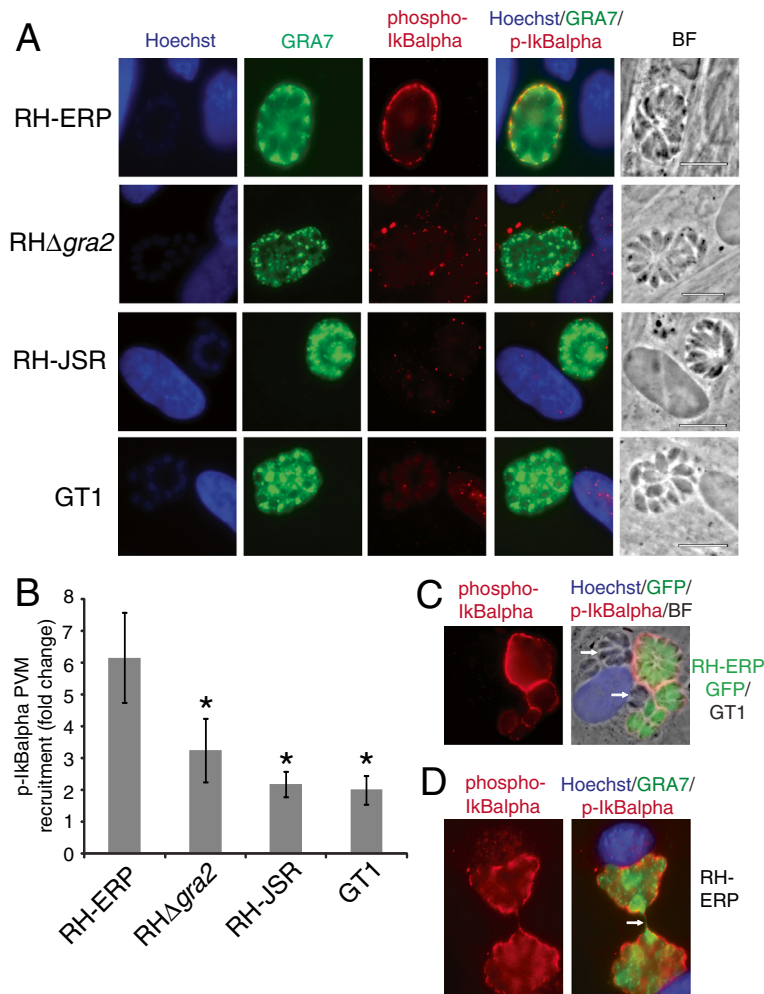 A
Hoechst
GRA7
phospho-
IkBalpha
Hoechst/GRA7/
p-IkBalpha
BF
RH-ERP
RHΔgra2
RH-JSR
GT1
B
p-IkBalpha PVM
recruitment (fold change)
8
7
6
5
4
3
2
1
0
*
*
*
RH-ERP
RHΔgra2
RH-JSR
GT1
C
phospho-
IkBalpha
Hoechst/GFP/
p-IkBalpha/BF
RH-ERP
GFP/
GT1
D
phospho-
IkBalpha
Hoechst/GRA7/
p-IkBalpha
RH-
ERP